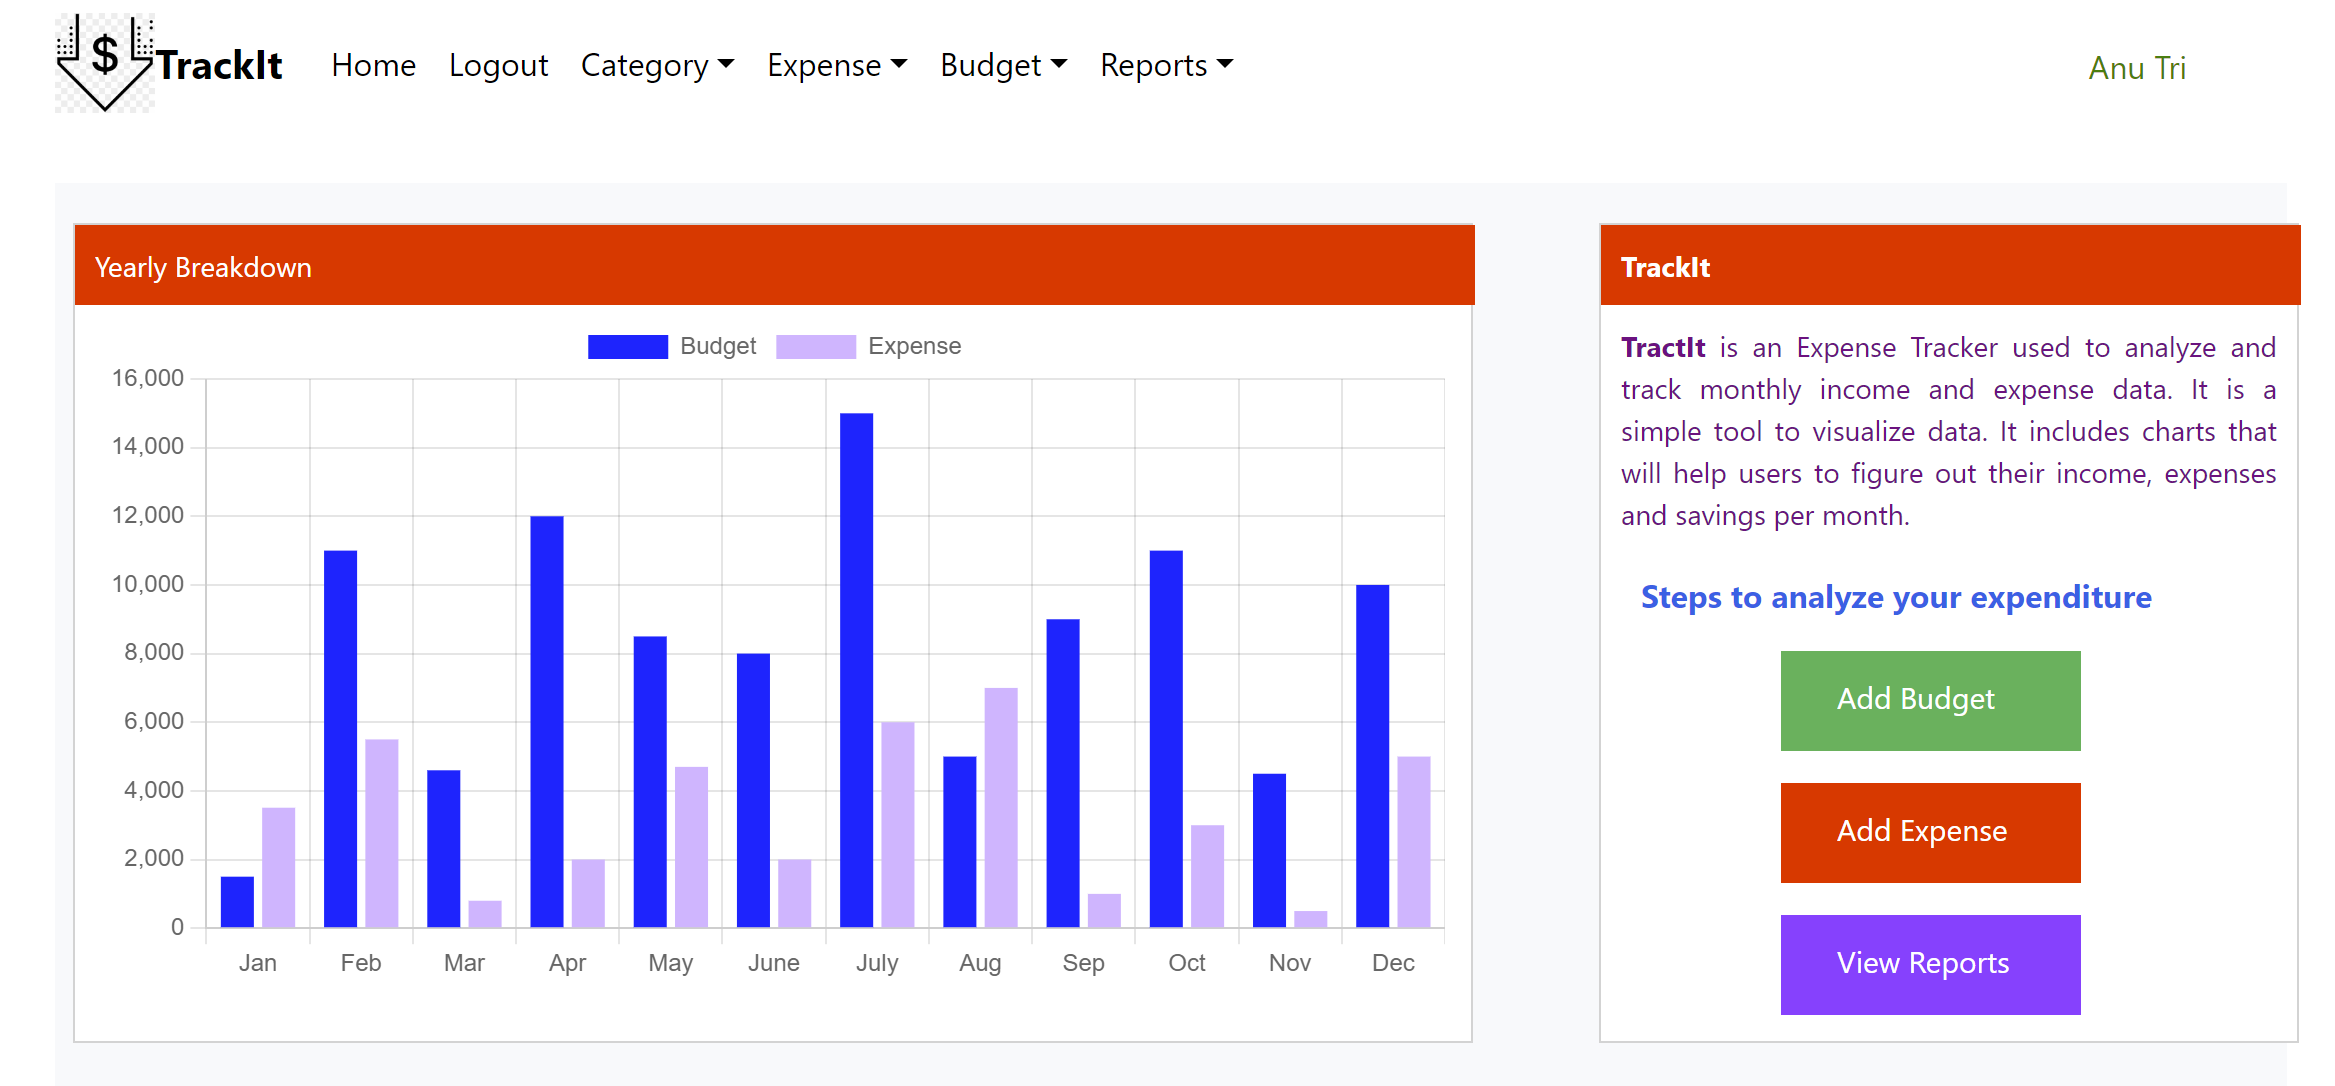 $
TrackIt Home Logout Category Expense Budget Reports Anu Tri
Yearly Breakdown
Budget Expense
16,000
14,000
12,000
10,000
8,000
6,000
4,000
2,000
0
Jan Feb Mar Apr May June July Aug Sep Oct Nov Dec
TrackIt
TractIt is an Expense Tracker used to analyze and
track monthly income and expense data. It is a
simple tool to visualize data. It includes charts that
will help users to figure out their income, expenses
and savings per month.
Steps to analyze your expenditure
Add Budget
Add Expense
View Reports